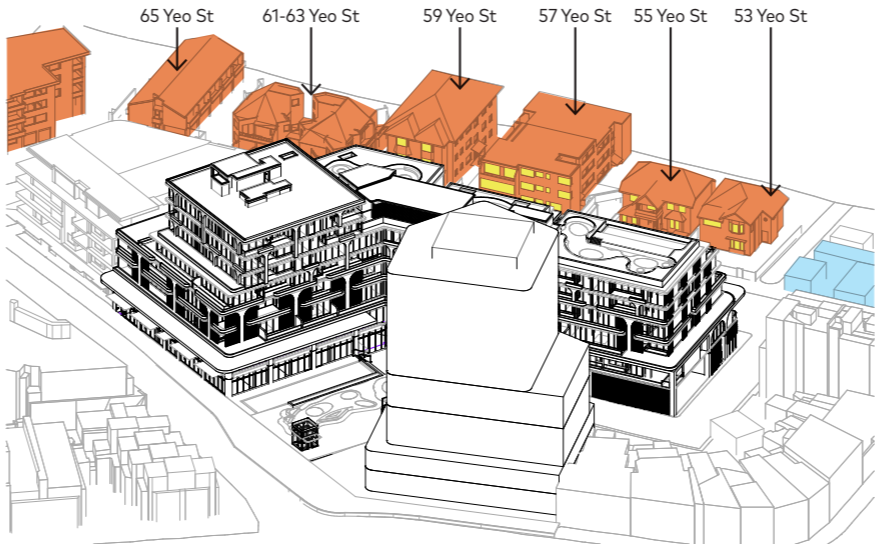 65 Yeo St
61-63 Yeo St
59 Yeo St
57 Yeo St
55 Yeo St
53 Yeo St